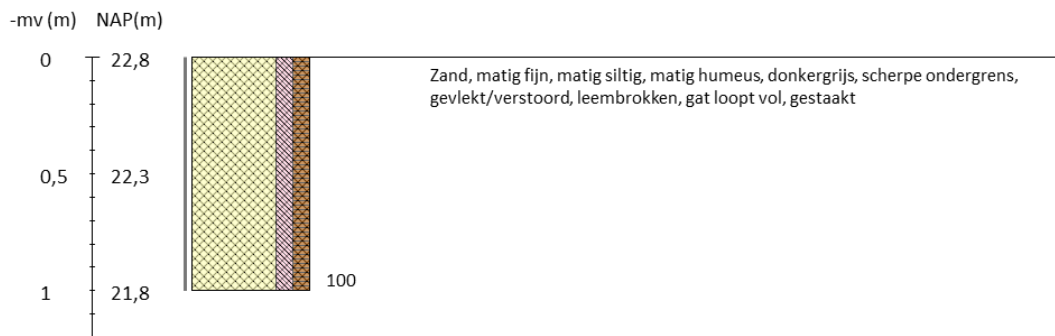 -mv (m) NAP(m)
0 22,8
Zand, matig fijn, matig siltig, matig humeus, donkergrijs, scherpe ondergrens,
gevlekt/verstoord, leembrokken, gat loopt vol, gestaakt
0,5 22,3
100
1 21,8